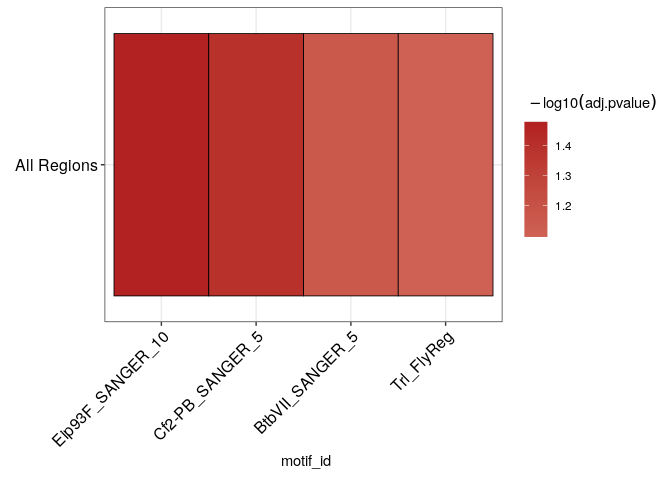 −log10(adj.pvalue)
1.4
1.3
1.2
All Regions
Eip93F_SANGER_10
Cf2-PB_SANGER_5
BtbVII_SANGER_5
Trl_FlyReg
motif_id